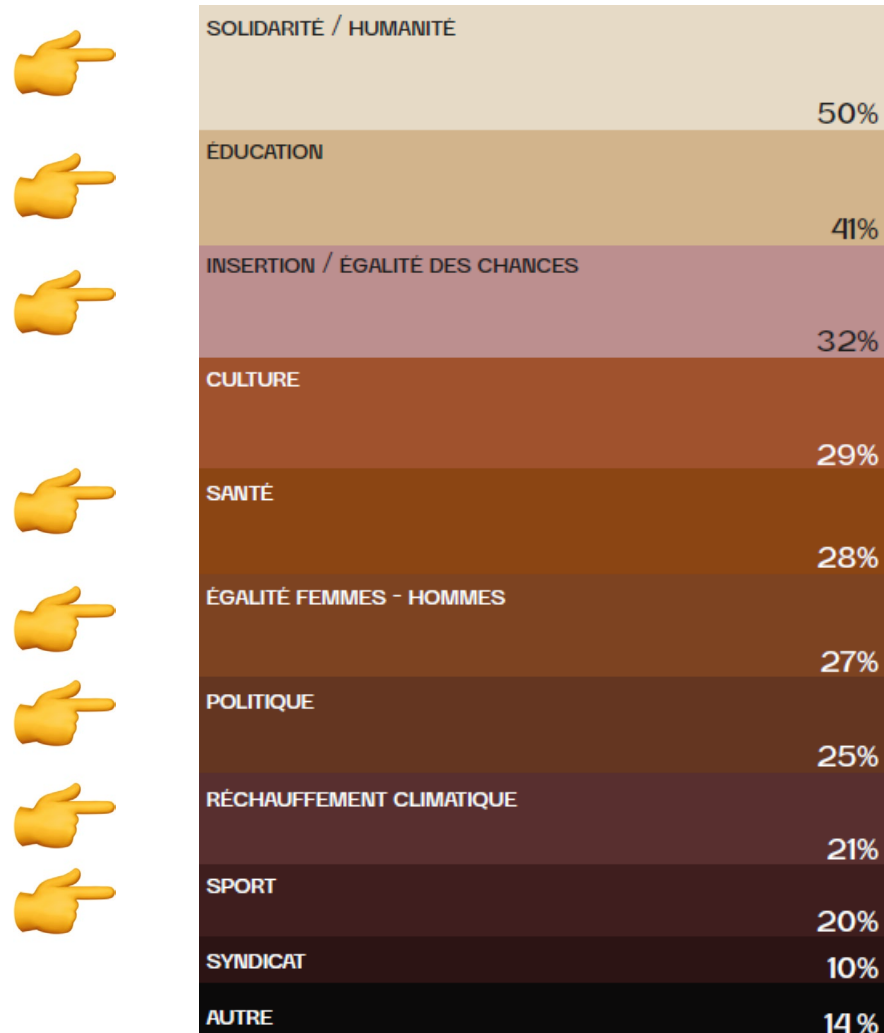 SOLIDARITÉ / HUMANITÉ
50%
ÉDUCATION
41%
INSERTION / ÉGALITÉ DES CHANCES
32%
CULTURE
29%
SANTÉ
28%
ÉGALITÉ FEMMES - HOMMES
27%
POLITIQUE
25%
RÉCHAUFFEMENT CLIMATIQUE
21%
SPORT
20%
SYNDICAT
10%
AUTRE
14 %